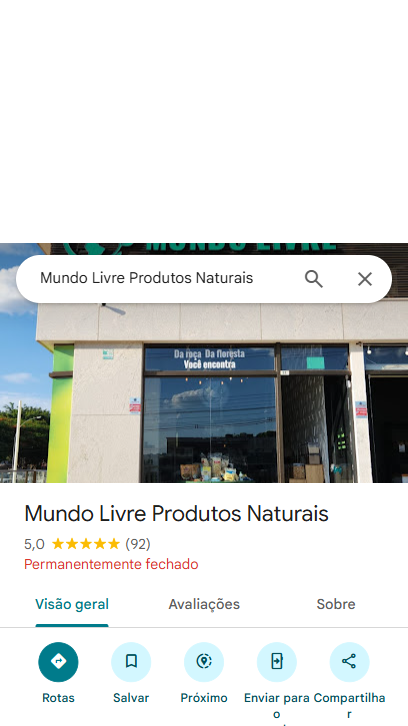 MUNDO LIVRE
Mundo Livre Produtos Naturais
Da roça Da floresta
Você encontra
Mundo Livre Produtos Naturais
5,0 (92)
Permanentemente fechado
Visão geral Avaliações Sobre
Rotas Salvar Próximo Enviar para o Compartilhar